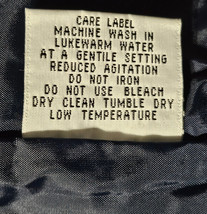 CARE LABEL
MACHINE WASH IN
LUKEWARM WATER
AT A GENTILE SETTING
REDUCED AGITATION
DO NOT IRON
DO NOT USE BLEACH
DRY CLEAN TUMBLE DRY
LOW TEMPERATURE